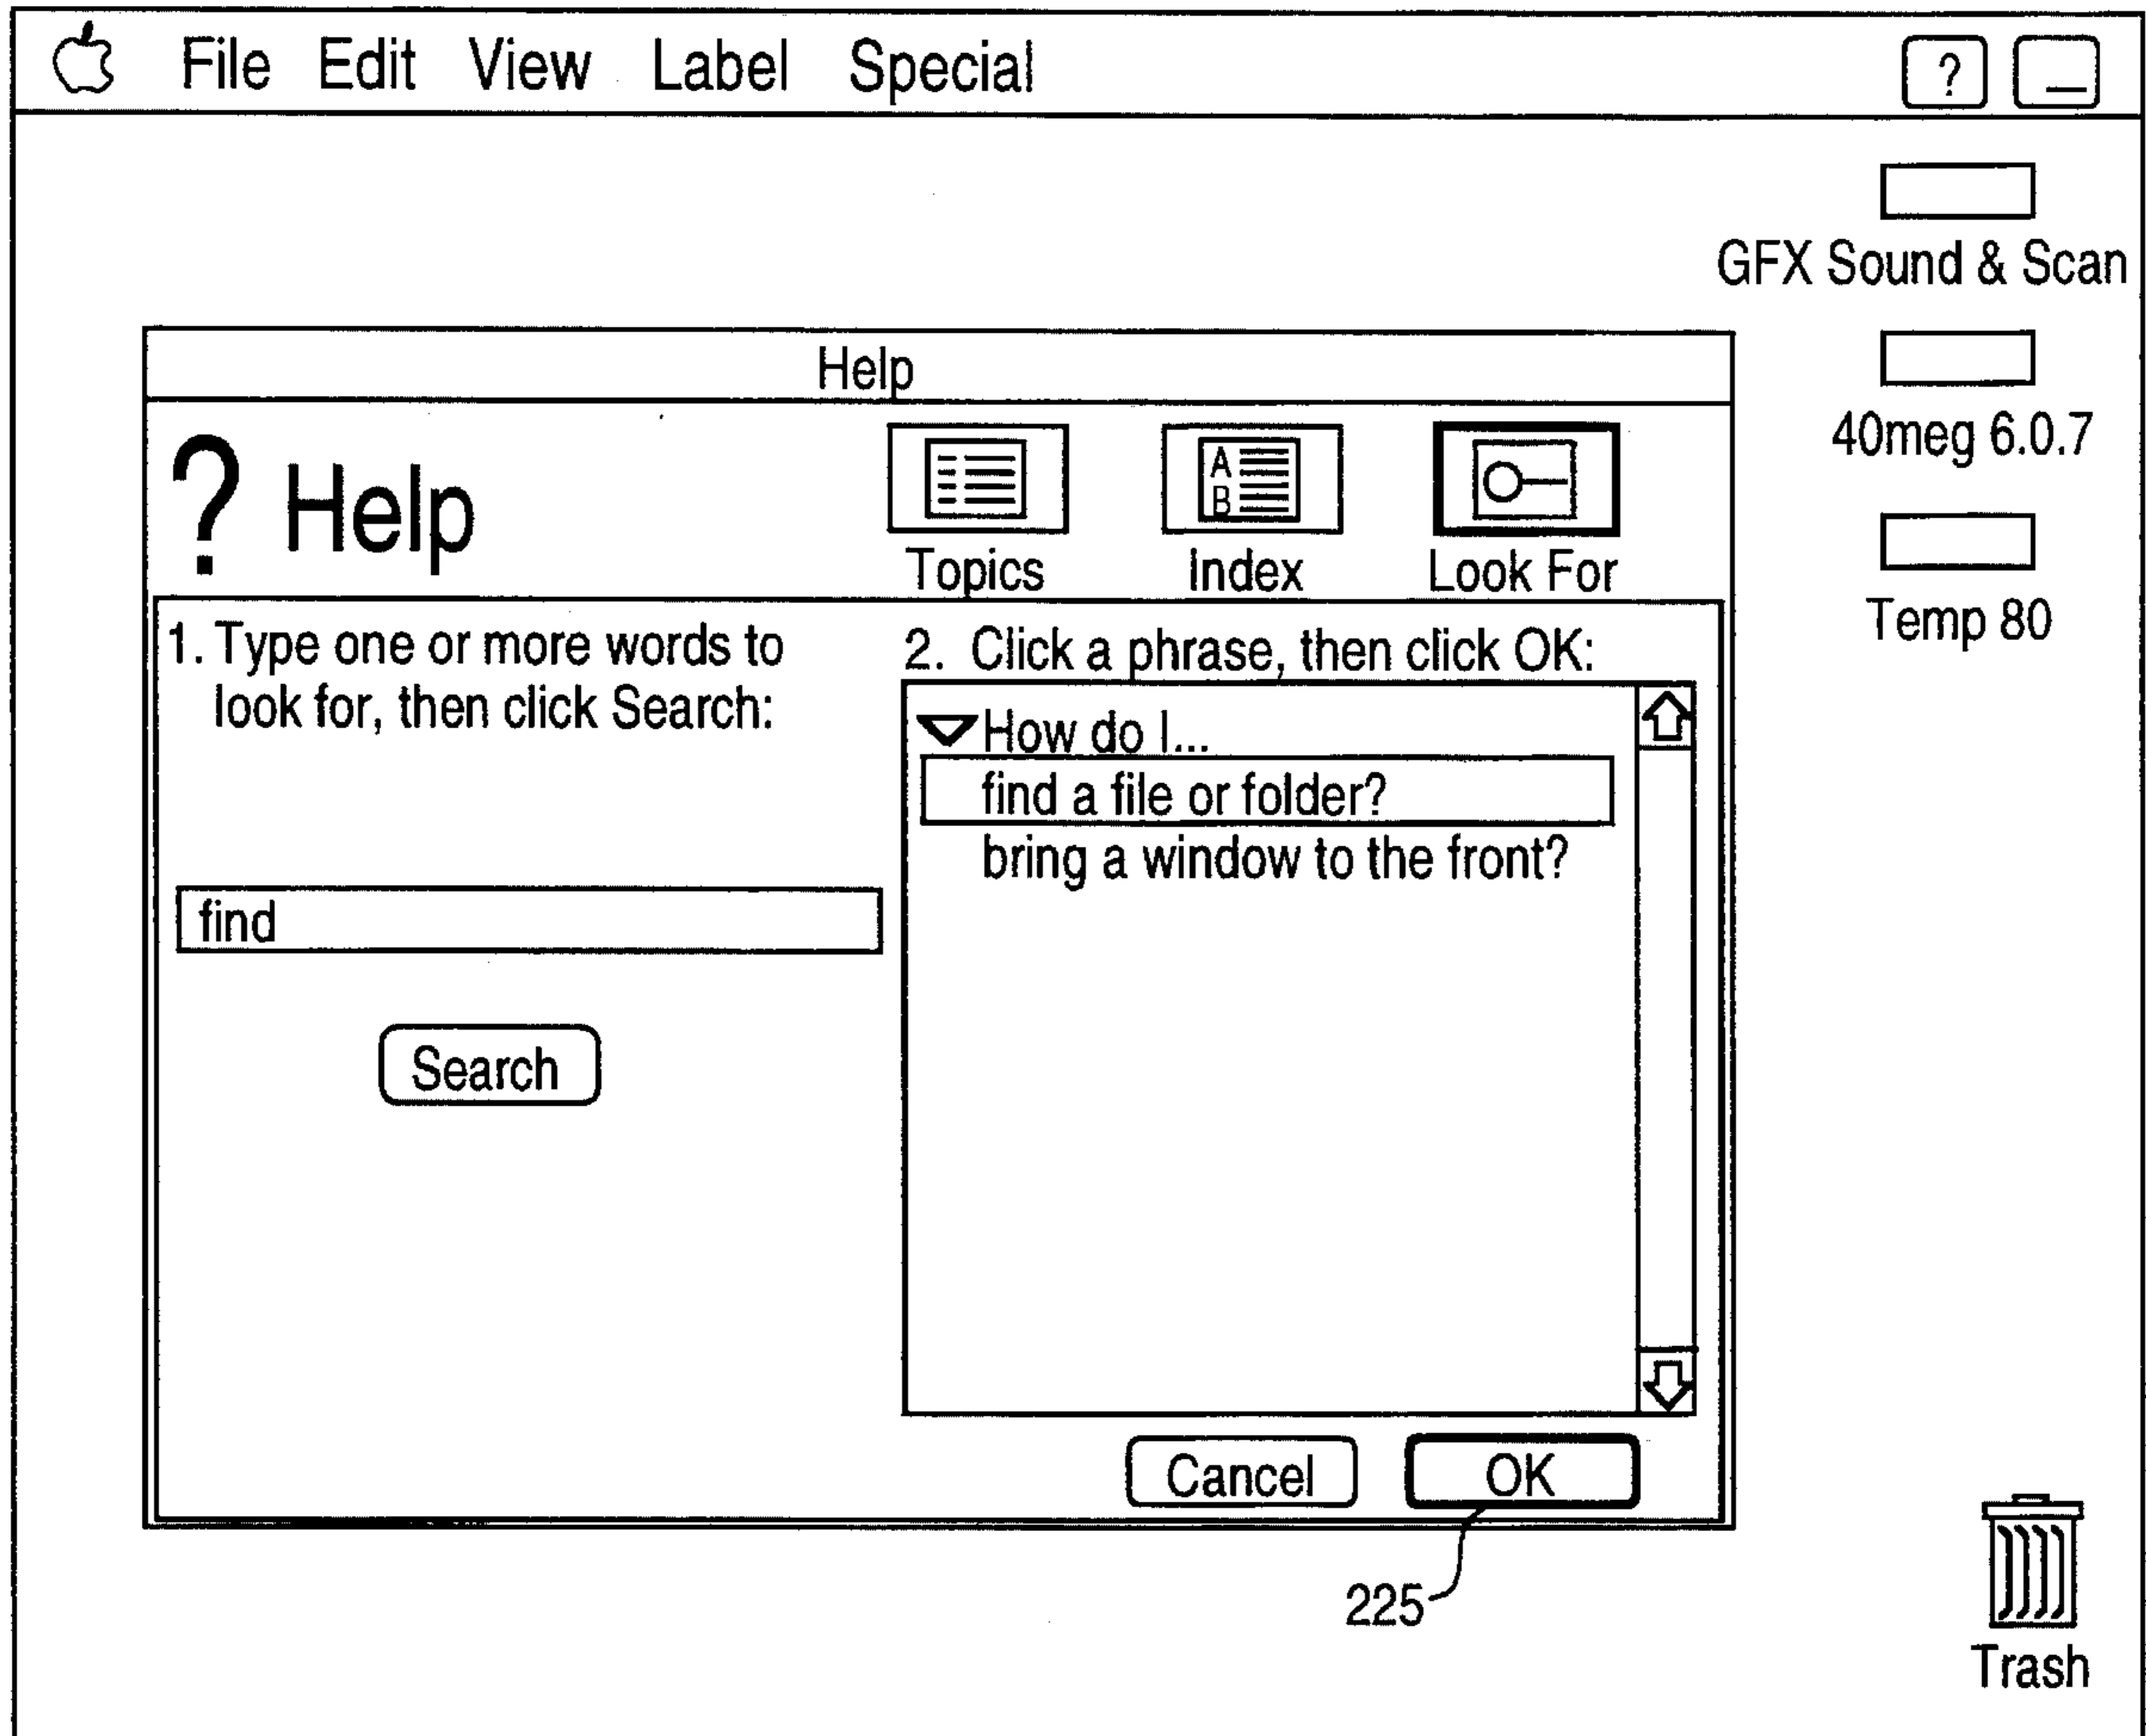 File Edit View Label Special ? _
GFX Sound & Scan
40meg 6.0.7
Temp 80
Help
? Help
A
B
Topics Index Look For
1. Type one or more words to
look for, then click Search:
find
Search
2. Click a phrase, then click OK:
How do I...
find a file or folder?
bring a window to the front?
Cancel OK
225
Trash